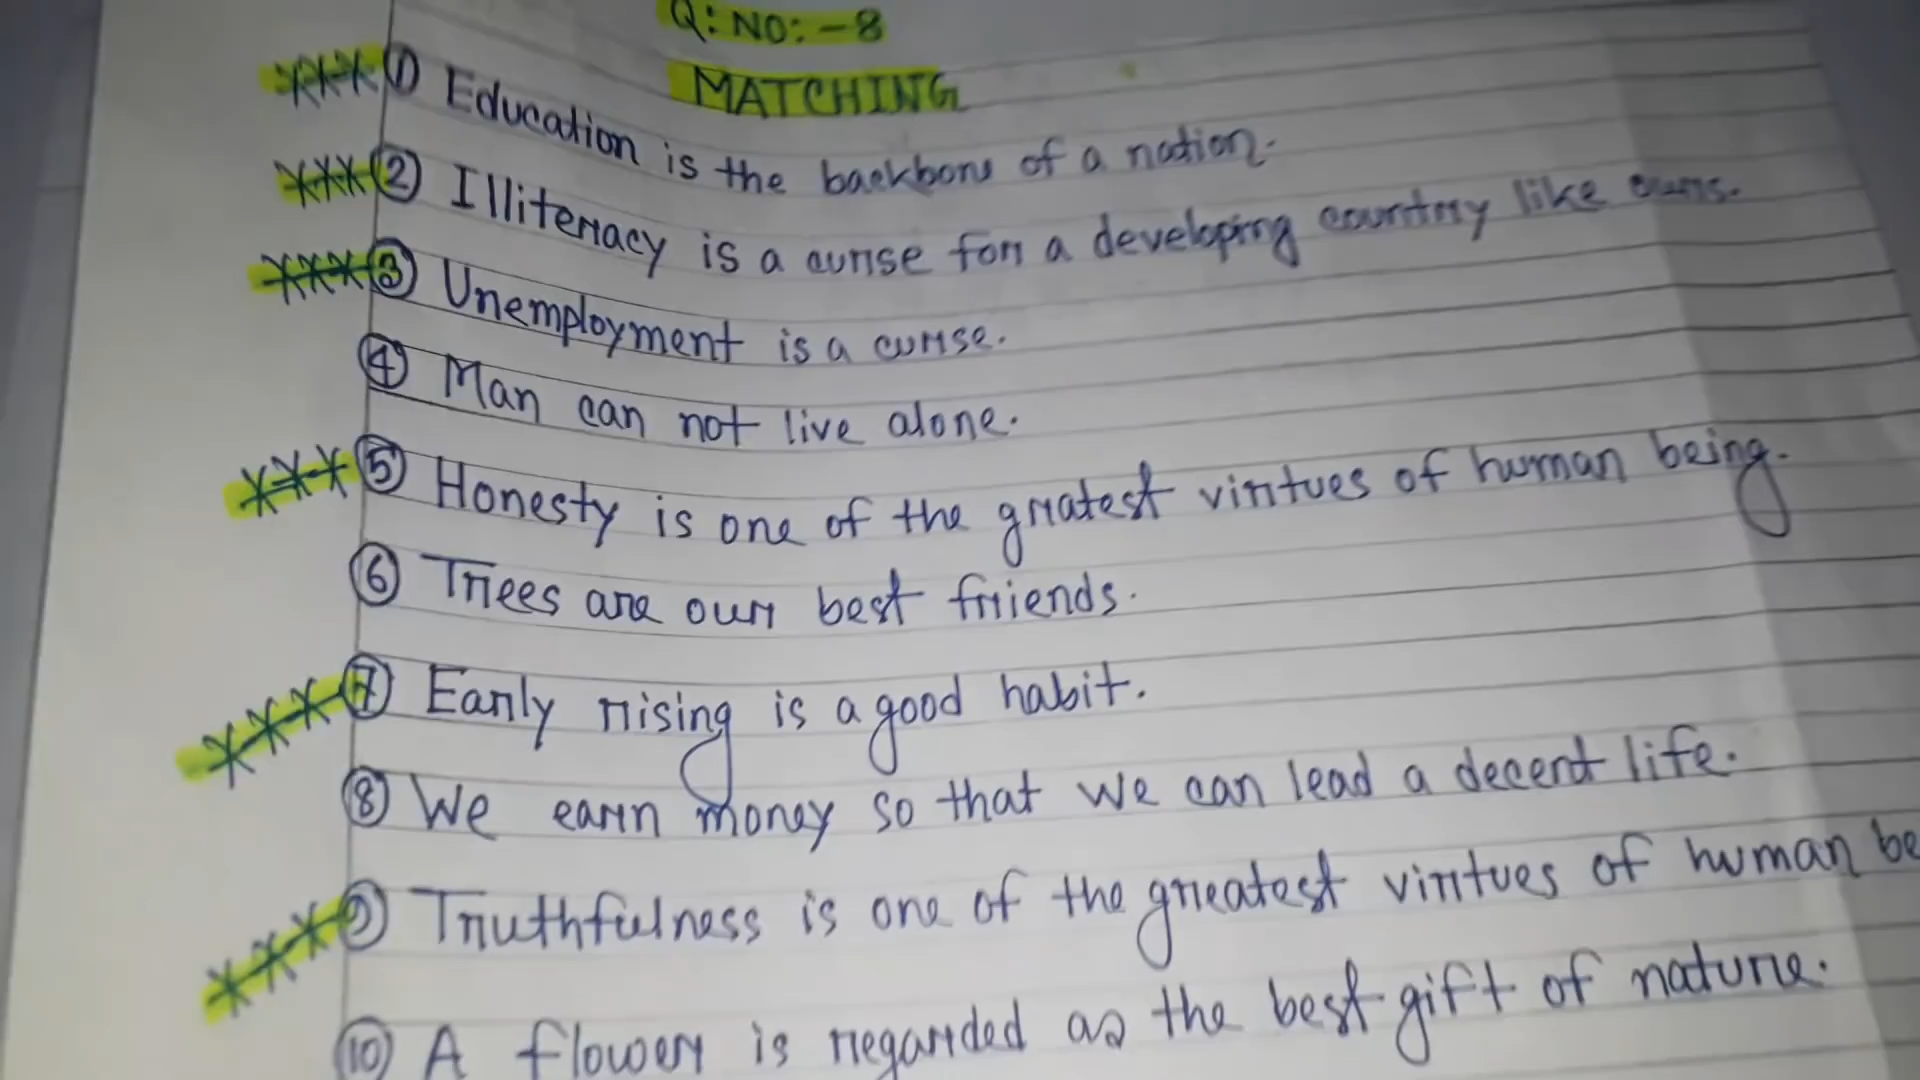 Q: NO: - 8
MATCHING
*** ① Education is the backbone of a nation.
*** ② Illiteracy is a curse for a developing country like ours.
*** ③ Unemployment is a curse.
④ Man can not live alone.
*** ⑤ Honesty is one of the gratest virtues of human being.
⑥ Trees are our best friends.
*** ⑦ Early rising is a good habit.
⑧ We earn money so that we can lead a decent life.
*** ⑨ Truthfulness is one of the greatest virtues of human be
⑩ A flower is regarded as the best gift of nature.